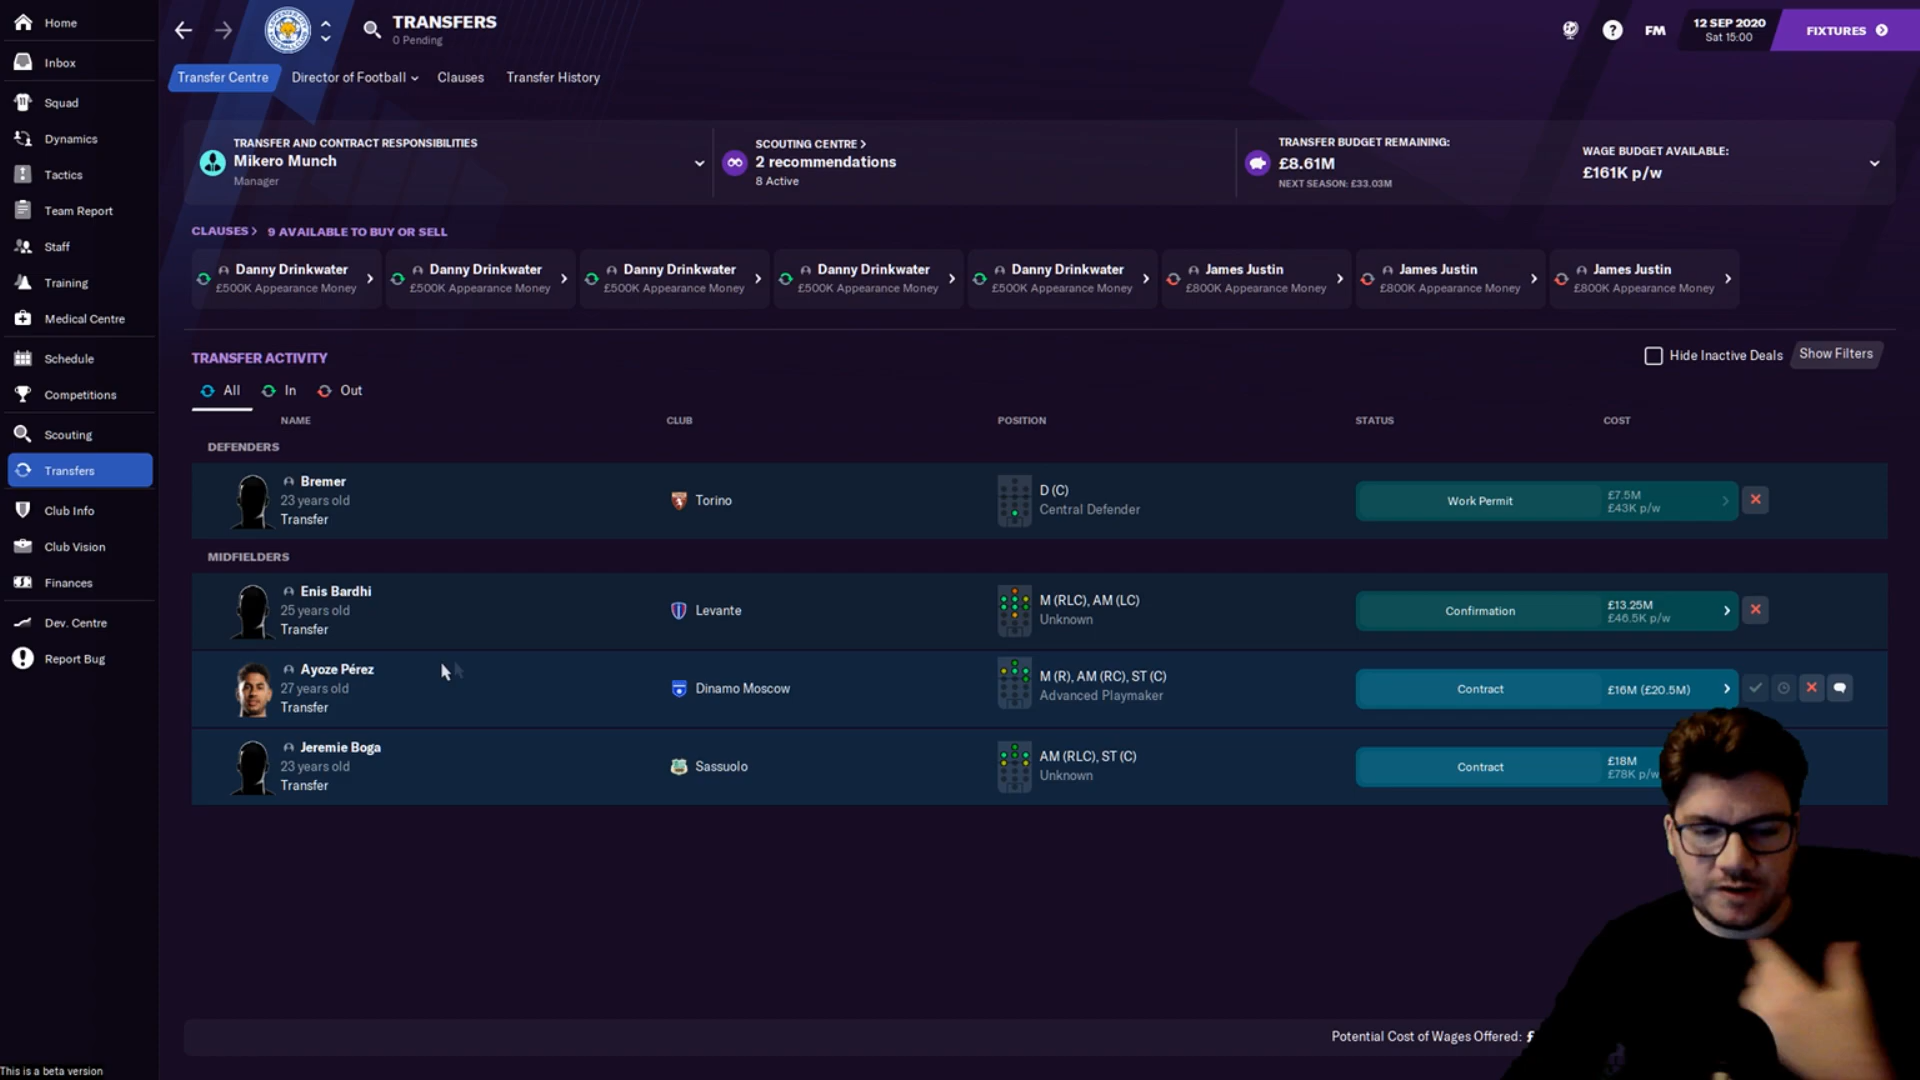 Home
Inbox
Squad
Dynamics
Tactics
Team Report
Staff
Training
Medical Centre
Schedule
Competitions
Scouting
Transfers
Club Info
Club Vision
Finances
Dev. Centre
Report Bug
This is a beta version
TRANSFERS
0 Pending
FM
12 SEP 2020
Sat 15:00
FIXTURES
Transfer Centre
Director of Football
Clauses
Transfer History
TRANSFER AND CONTRACT RESPONSIBILITIES
Mikero Munch
Manager
SCOUTING CENTRE >
2 recommendations
8 Active
TRANSFER BUDGET REMAINING:
£8.61M
NEXT SEASON: £33.03M
WAGE BUDGET AVAILABLE:
£161K p/w
CLAUSES > 9 AVAILABLE TO BUY OR SELL
Danny Drinkwater
£500K Appearance Money
Danny Drinkwater
£500K Appearance Money
Danny Drinkwater
£500K Appearance Money
Danny Drinkwater
£500K Appearance Money
Danny Drinkwater
£500K Appearance Money
James Justin
£800K Appearance Money
James Justin
£800K Appearance Money
James Justin
£800K Appearance Money
TRANSFER ACTIVITY
Hide Inactive Deals
Show Filters
All
In
Out
NAME CLUB POSITION STATUS COST
DEFENDERS
Bremer
23 years old
Transfer
Torino
D (C)
Central Defender
Work Permit
£7.5M
£43K p/w
MIDFIELDERS
Enis Bardhi
25 years old
Transfer
Levante
M (RLC), AM (LC)
Unknown
Confirmation
£13.25M
£46.5K p/w
Ayoze Pérez
27 years old
Transfer
Dinamo Moscow
M (R), AM (RC), ST (C)
Advanced Playmaker
Contract
£16M (£20.5M)
Jeremie Boga
23 years old
Transfer
Sassuolo
AM (RLC), ST (C)
Unknown
Contract
£18M
£78K p/w
Potential Cost of Wages Offered: £